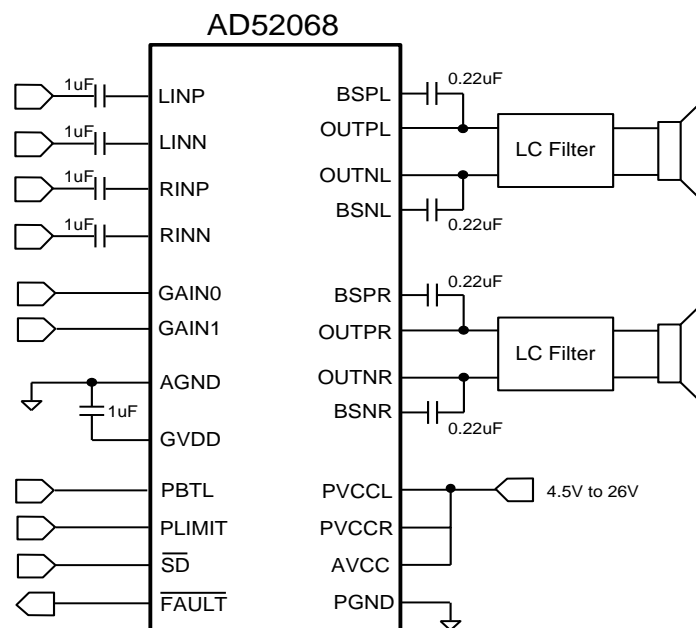 AD52068
1uF
LINP
1uF
LINN
1uF
RINP
1uF
RINN
GAIN0
GAIN1
AGND
1uF
GVDD
PBTL
PLIMIT
SD
FAULT
BSPL
0.22uF
OUTPL
LC Filter
OUTNL
BSNL
0.22uF
BSPR
0.22uF
OUTPR
LC Filter
OUTNR
BSNR
0.22uF
PVCCL
4.5V to 26V
PVCCR
AVCC
PGND